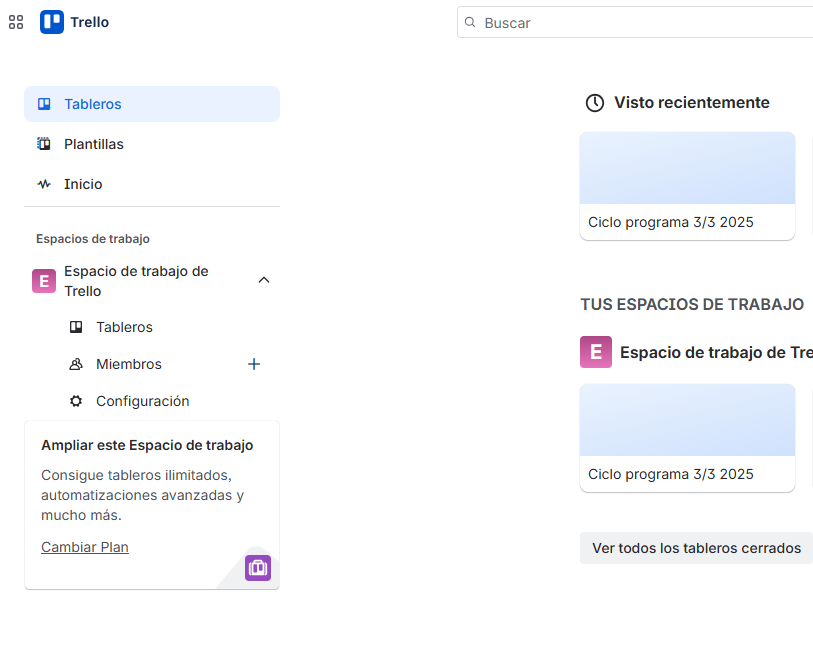 Trello
Buscar
Tableros
Plantillas
Inicio
Espacios de trabajo
E
Espacio de trabajo de
Trello
Tableros
Miembros
Configuración
Ampliar este Espacio de trabajo
Consigue tableros ilimitados,
automatizaciones avanzadas y
mucho más.
Cambiar Plan
Visto recientemente
Ciclo programa 3/3 2025
TUS ESPACIOS DE TRABAJO
E
Espacio de trabajo de Tre
Ciclo programa 3/3 2025
Ver todos los tableros cerrados